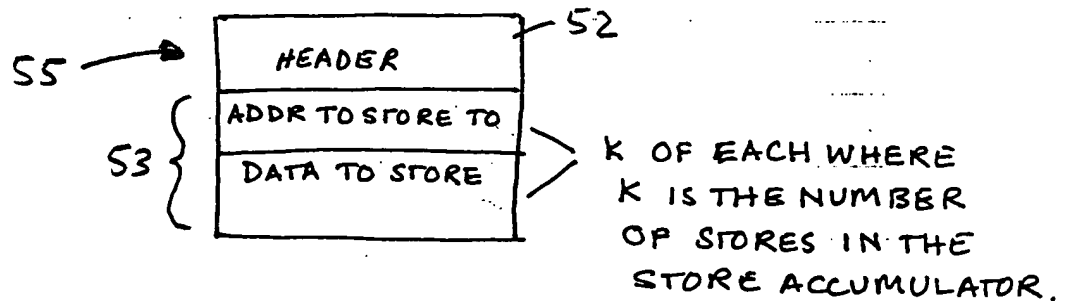 52
55
HEADER
ADDR TO STORE TO
53
DATA TO STORE
K OF EACH WHERE
K IS THE NUMBER
OF STORES IN THE
STORE ACCUMULATOR.